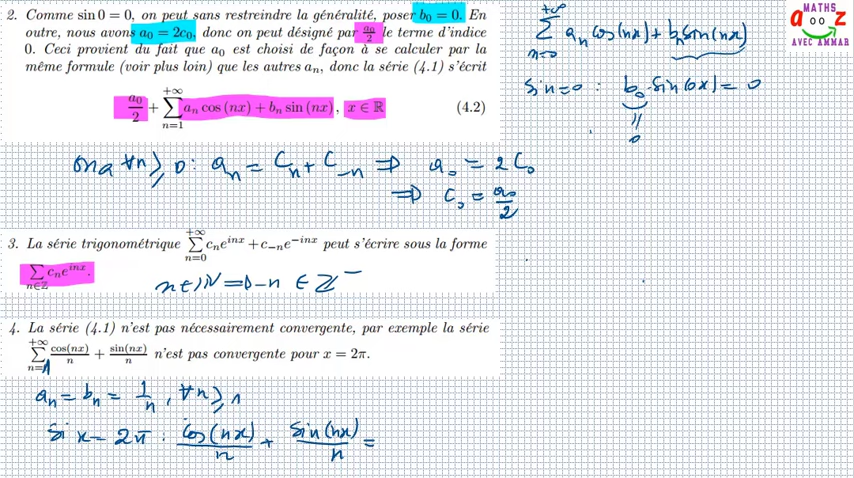 2. Comme sin 0 = 0, on peut sans restreindre la généralité, poser b₀ = 0. En
outre, nous avons a₀ = 2c₀, donc on peut désigné par a₀/2 le terme d'indice
0. Ceci provient du fait que a₀ est choisi de façon à se calculer par la
même formule (voir plus loin) que les autres aₙ, donc la série (4.1) s'écrit
a₀/2 + ∑_{n=1}^{+∞} aₙ cos (nx) + bₙ sin (nx), x ∈ ℝ (4.2)
on a ∀n ⩾ 0 : aₙ = Cₙ + C₋ₙ ⟹ a₀ = 2C₀
⟹ C₀ = a₀/2
3. La série trigonométrique ∑_{n=0}^{+∞} cₙe^{inx} + c₋ₙe^{−inx} peut s'écrire sous la forme
∑_{n∈ℤ} cₙe^{inx}.
n ∈ ℕ ⟹ −n ∈ ℤ⁻
4. La série (4.1) n'est pas nécessairement convergente, par exemple la série
∑_{n=1}^{+∞} cos(nx)/n + sin(nx)/n n'est pas convergente pour x = 2π.
aₙ = bₙ = 1/n, ∀n ⩾ 1
Si x = 2π : cos(nx)/n + sin(nx)/n =
∑_{n=0}^{+∞} aₙ cos(nx) + bₙ sin(nx)
Si n=0 : b₀ · sin(0x) = 0
=
0
MATHS
a oo z
AVEC AMMAR